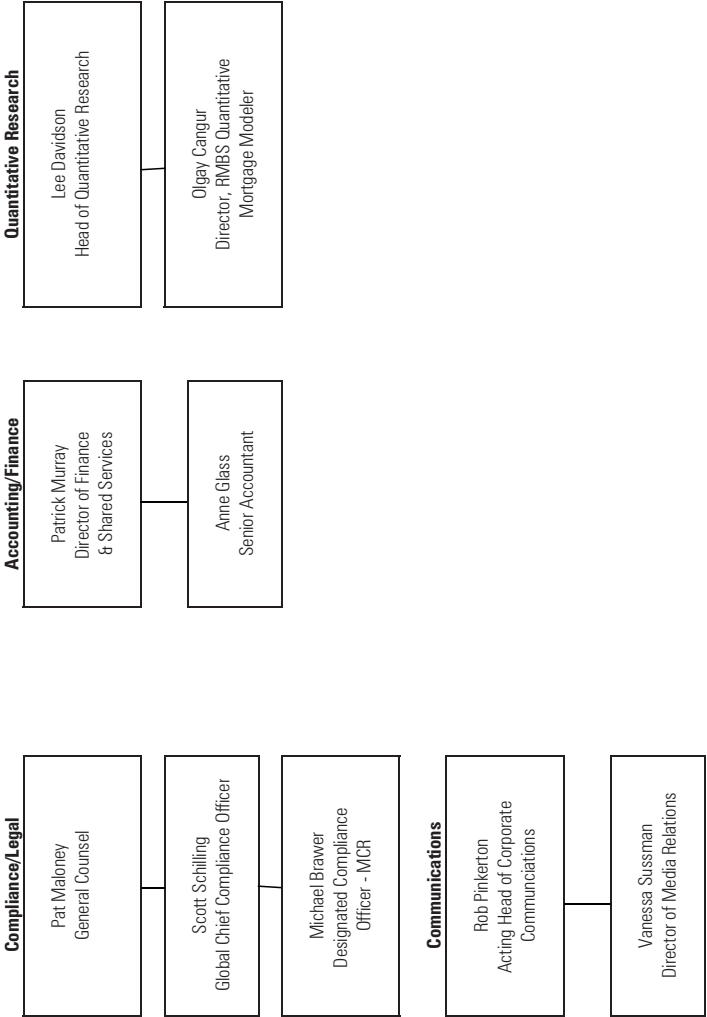 Compliance/Legal
Pat Maloney
General Counsel
Scott Schilling
Global Chief Compliance Officer
Michael Brawer
Designated Compliance
Officer - MCR
Communications
Rob Pinkerton
Acting Head of Corporate
Communciations
Vanessa Sussman
Director of Media Relations
Accounting/Finance
Patrick Murray
Director of Finance
& Shared Services
Anne Glass
Senior Accountant
Quantitative Research
Lee Davidson
Head of Quantitative Research
Olgay Cangur
Director, RMBS Quantitative
Mortgage Modeler